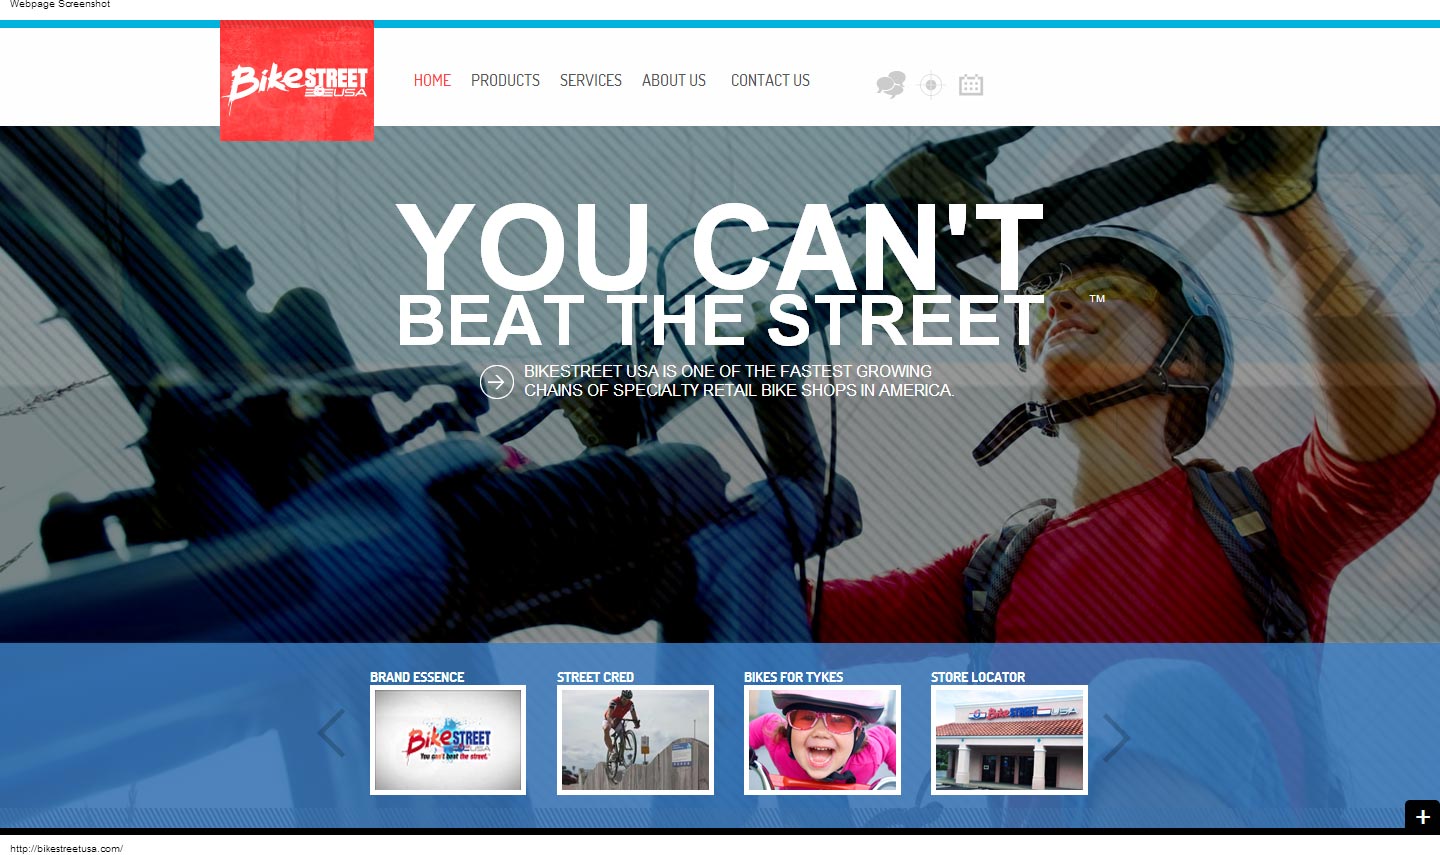 Webpage Screenshot
Bike STREET
USA
HOME PRODUCTS SERVICES ABOUT US CONTACT US
YOU CAN'T
BEAT THE STREET ™
BIKESTREET USA IS ONE OF THE FASTEST GROWING
CHAINS OF SPECIALTY RETAIL BIKE SHOPS IN AMERICA.
BRAND ESSENCE STREET CRED BIKES FOR TYKES STORE LOCATOR
Bike STREET
USA
You can't beat the street.
Bike STREET USA
+
http://bikestreetusa.com/